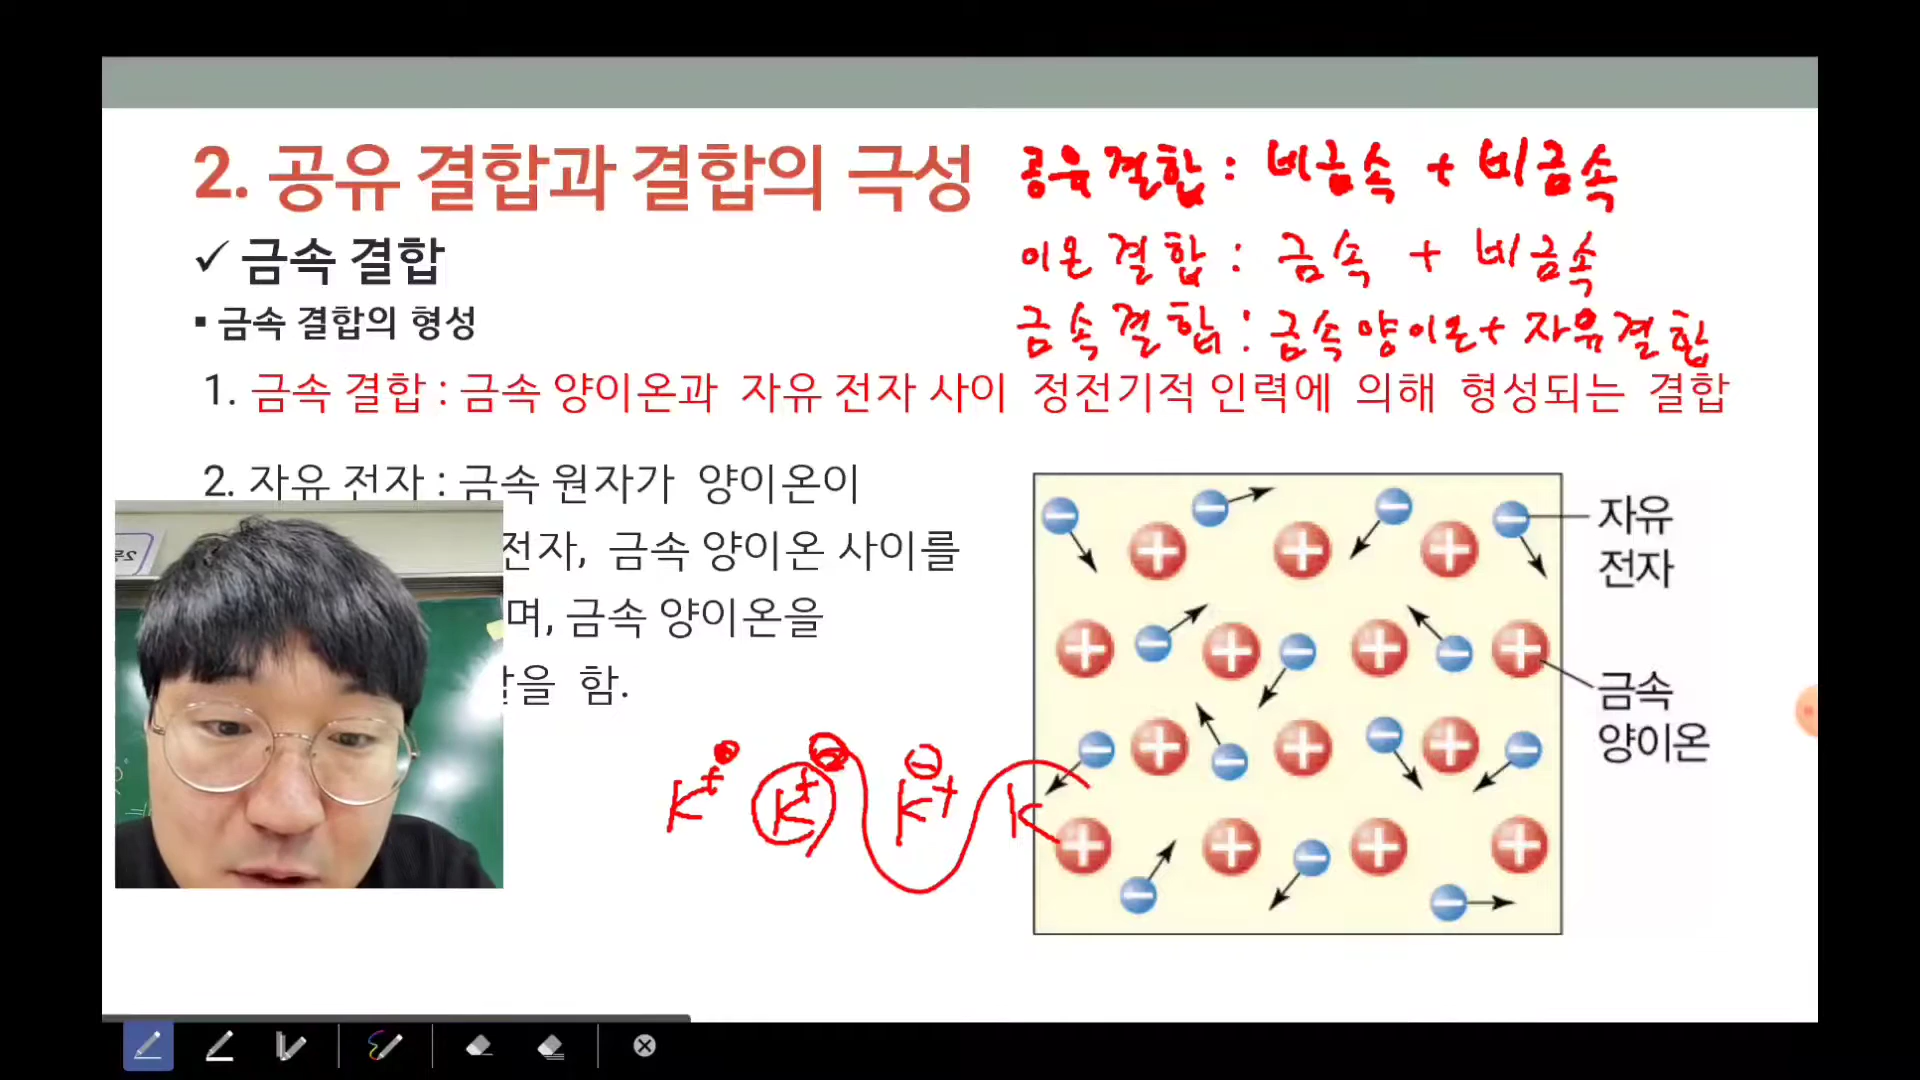 2. 공유 결합과 결합의 극성
공유결합 : 비금속 + 비금속
✓ 금속 결합
이온결합 : 금속 + 비금속
▪ 금속 결합의 형성
금속결합 : 금속양이온 + 자유결합
1. 금속 결합 : 금속 양이온과 자유 전자 사이 정전기적 인력에 의해 형성되는 결합
2. 자유 전자 : 금속 원자가 양이온이
전자, 금속 양이온 사이를
며, 금속 양이온을
을 함.
자유
전자
금속
양이온
K⁺ K⁺ K⁺ K